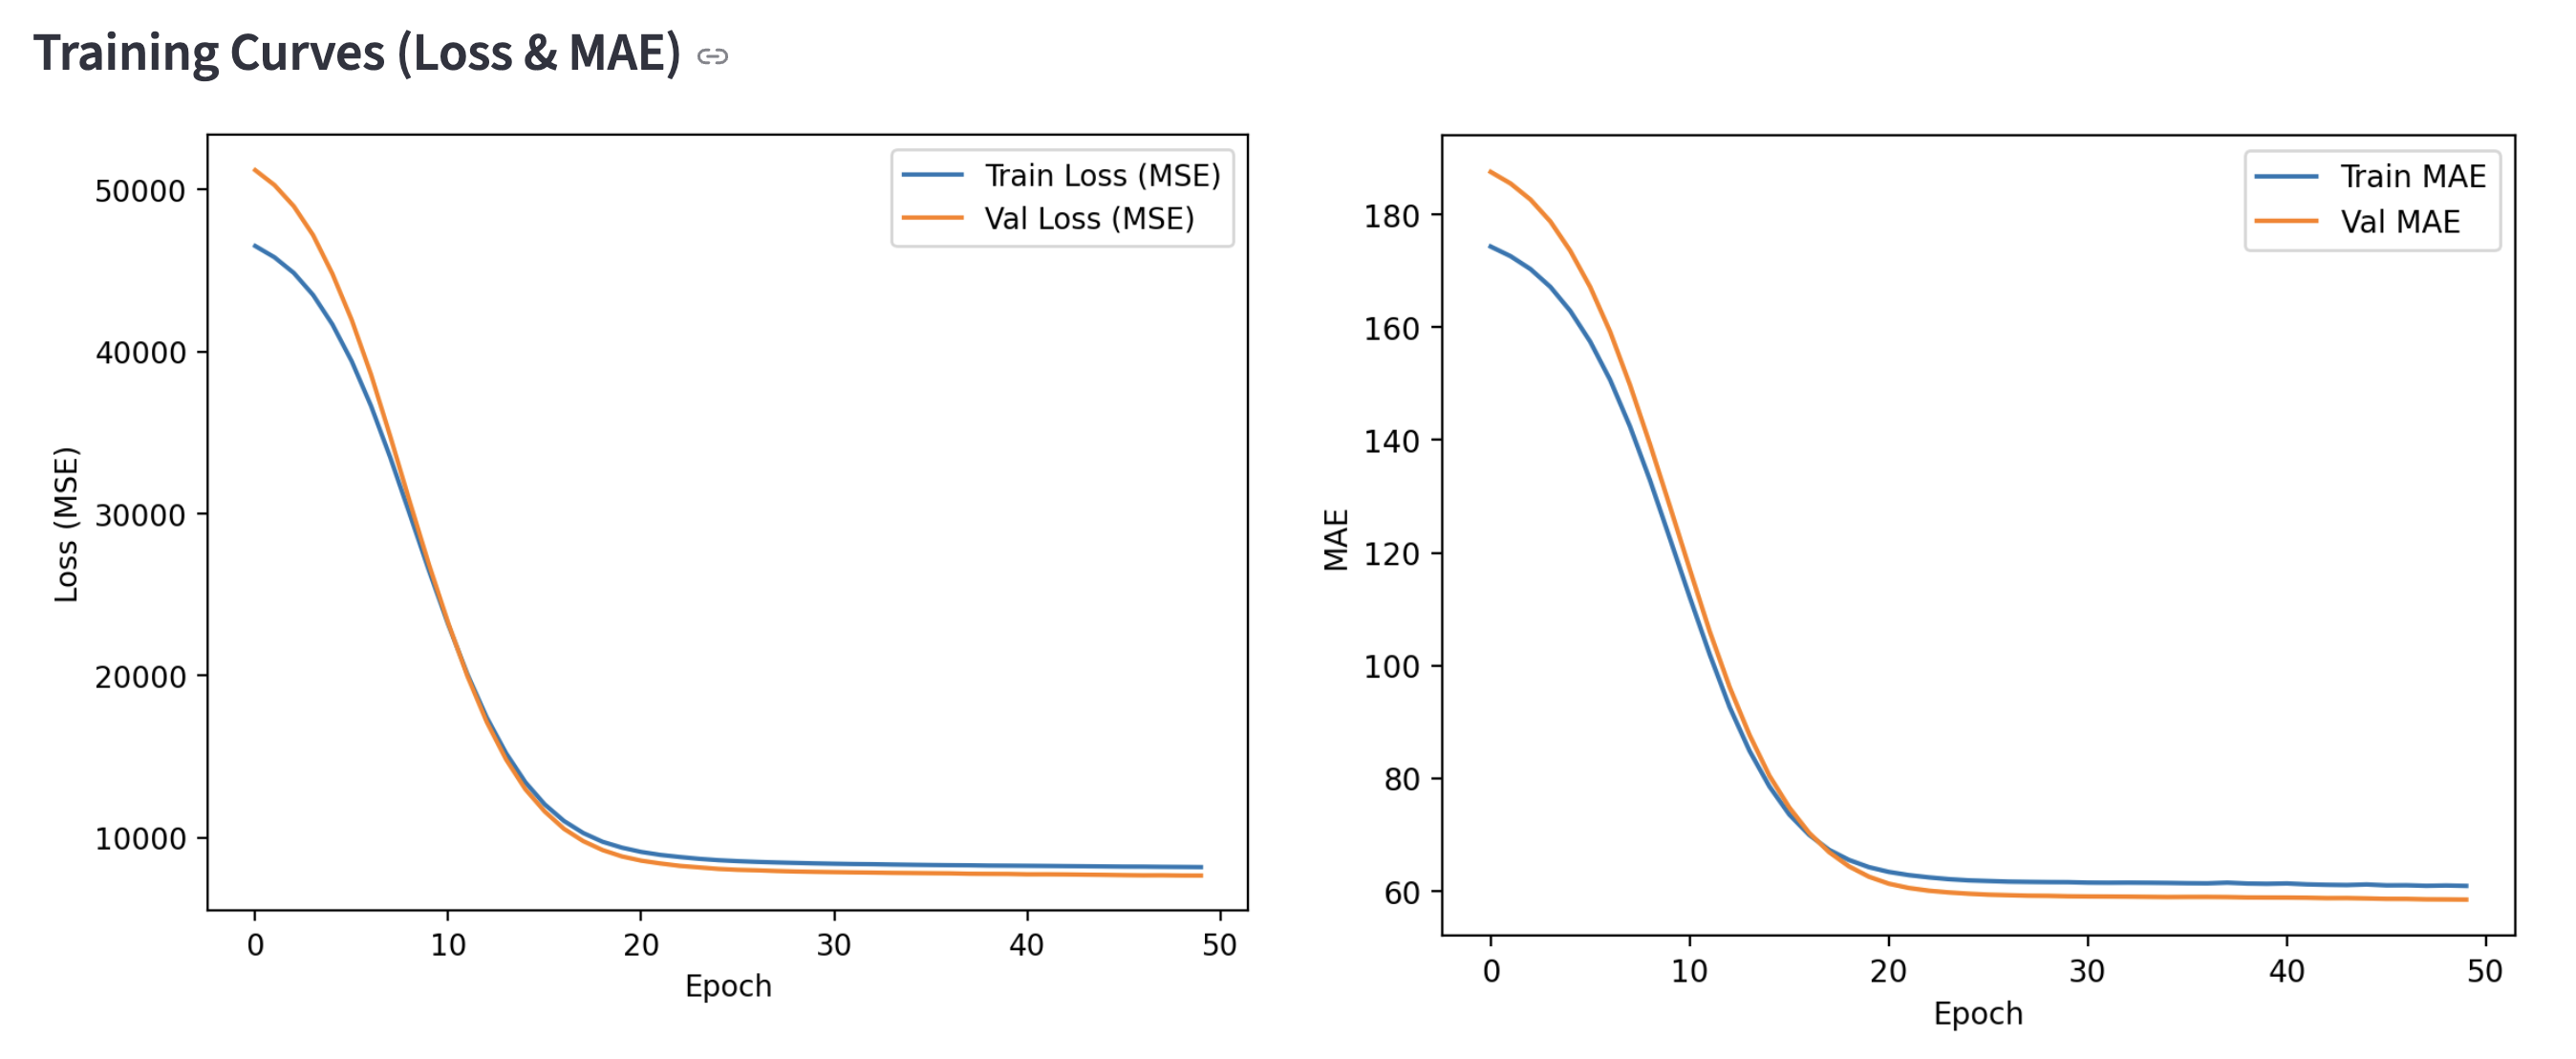 Training Curves (Loss & MAE)
Train Loss (MSE)
Val Loss (MSE)
50000
40000
30000
20000
10000
Loss (MSE)
0 10 20 30 40 50
Epoch
Train MAE
Val MAE
180
160
140
120
100
80
60
MAE
0 10 20 30 40 50
Epoch